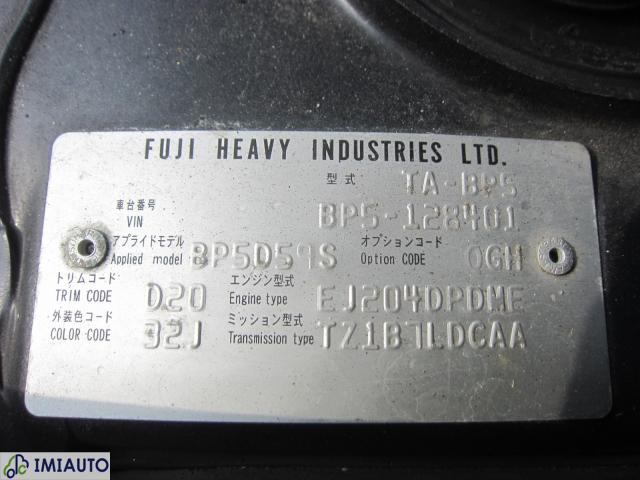 FUJI HEAVY INDUSTRIES LTD.
型式 TA-BP5
車台番号 VIN BP5-128401
アプライドモデル Applied model BP5D59S オプションコード Option CODE 0GH
トリムコード TRIM CODE D20 エンジン型式 Engine type EJ204DPDME
外装色コード COLOR CODE 32J ミッション型式 Transmission type TZ1B7LDCAA
IMIAUTO